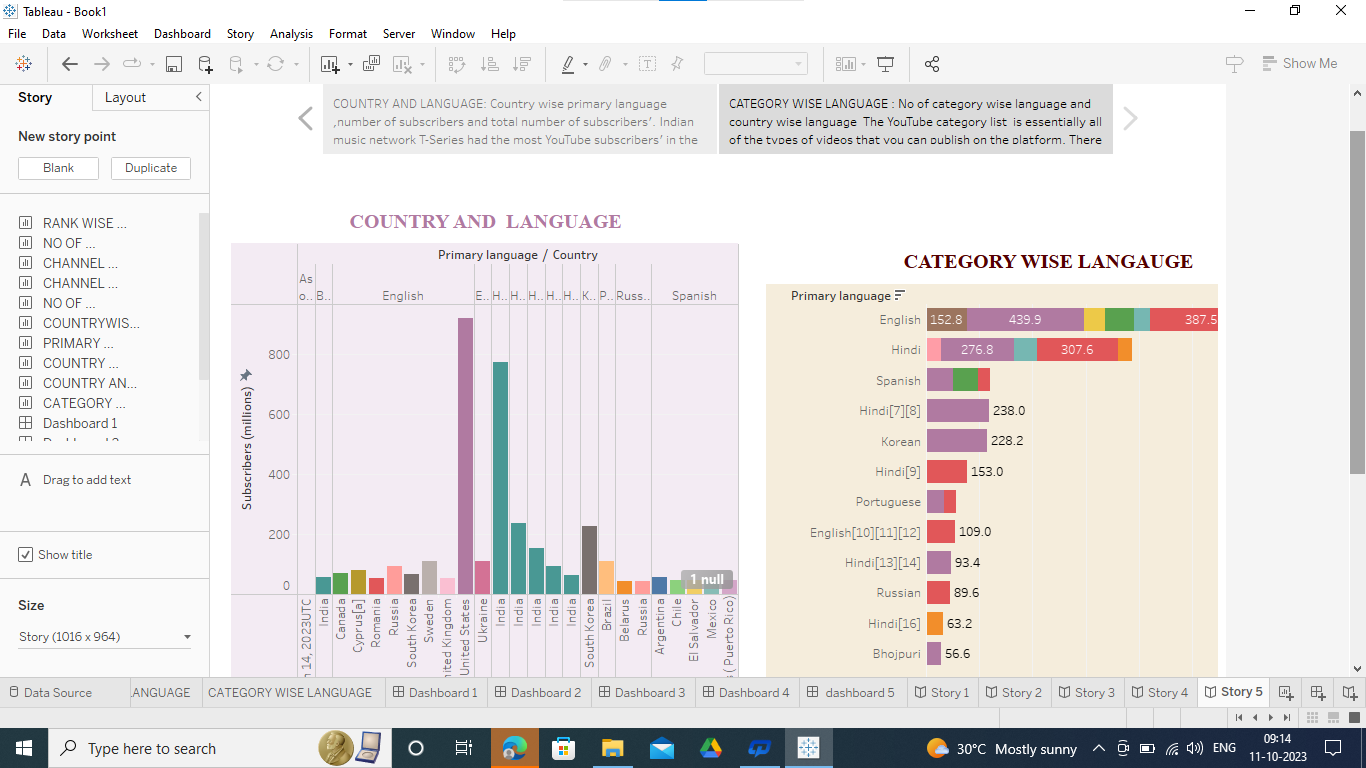 Tableau - Book1
File Data Worksheet Dashboard Story Analysis Format Server Window Help
Show Me
Story Layout
New story point
Blank Duplicate
RANK WISE ...
NO OF ...
CHANNEL ...
CHANNEL ...
NO OF ...
COUNTRYWIS...
PRIMARY ...
COUNTRY ...
COUNTRY AN...
CATEGORY ...
Dashboard 1
A Drag to add text
Show title
Size
Story (1016 x 964)
COUNTRY AND LANGUAGE: Country wise primary language
,number of subscribers and total number of subscribers’. Indian
music network T-Series had the most YouTube subscribers’ in the
CATEGORY WISE LANGUAGE : No of category wise language and
country wise language The YouTube category list is essentially all
of the types of videos that you can publish on the platform. There
COUNTRY AND LANGUAGE
Primary language / Country
As
o.. B.. English E.. H.. H.. H.. H.. H.. K.. P.. Russ.. Spanish
Subscribers (millions)
800
600
400
200
0
1 null
14, 2023UTC
India
Canada
Cyprus[a]
Romania
Russia
South Korea
Sweden
nited Kingdom
United States
Ukraine
India
India
India
India
India
South Korea
Brazil
Belarus
Russia
Argentina
Chile
El Salvador
Mexico
( Puerto Rico)
CATEGORY WISE LANGAUGE
Primary language
English 152.8 439.9 387.5
Hindi 276.8 307.6
Spanish
Hindi[7][8] 238.0
Korean 228.2
Hindi[9] 153.0
Portuguese
English[10][11][12] 109.0
Hindi[13][14] 93.4
Russian 89.6
Hindi[16] 63.2
Bhojpuri 56.6
Data Source ANGUAGE CATEGORY WISE LANGUAGE Dashboard 1 Dashboard 2 Dashboard 3 Dashboard 4 dashboard 5 Story 1 Story 2 Story 3 Story 4 Story 5
Type here to search
30°C Mostly sunny
ENG
09:14
11-10-2023